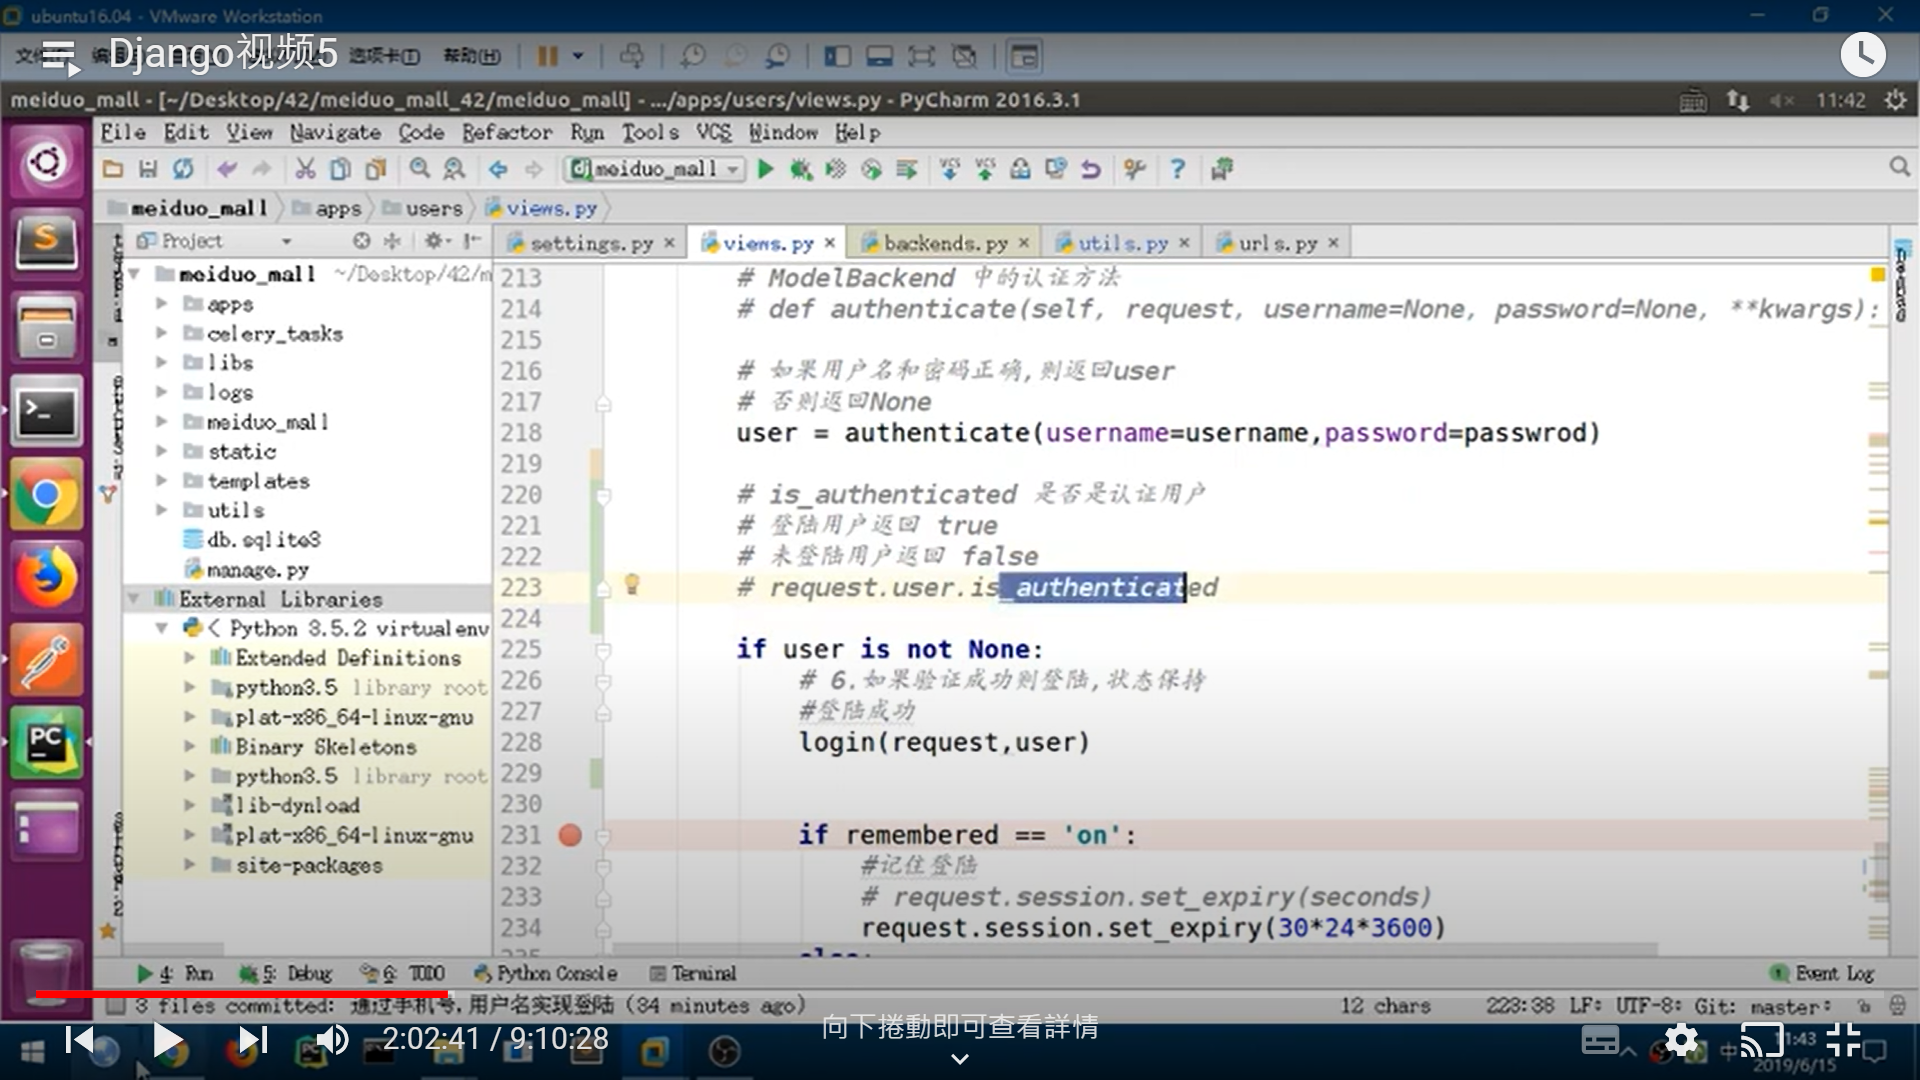 ubuntu16.04 - VMware Workstation
Django视频5
选项卡(T) 帮助(H)
meiduo_mall - [~/Desktop/42/meiduo_mall_42/meiduo_mall] - .../apps/users/views.py - PyCharm 2016.3.1
11:42
File Edit View Navigate Code Refactor Run Tools VCS Window Help
meiduo_mall
meiduo_mall apps users views.py
Project
settings.py views.py backends.py utils.py urls.py
meiduo_mall ~/Desktop/42/m
apps
celery_tasks
libs
logs
meiduo_mall
static
templates
utils
db.sqlite3
manage.py
External Libraries
< Python 3.5.2 virtualenv
Extended Definitions
python3.5 library root
plat-x86_64-linux-gnu
Binary Skeletons
python3.5 library root
lib-dynload
plat-x86_64-linux-gnu
site-packages
213 # ModelBackend 中的认证方法
214 # def authenticate(self, request, username=None, password=None, **kwargs):
215
216 # 如果用户名和密码正确,则返回user
217 # 否则返回None
218 user = authenticate(username=username,password=passwrod)
219
220 # is_authenticated 是否是认证用户
221 # 登陆用户返回 true
222 # 未登陆用户返回 false
223 # request.user.is_authenticated
224
225 if user is not None:
226 # 6.如果验证成功则登陆,状态保持
227 #登陆成功
228 login(request,user)
229
230
231 if remembered == 'on':
232 #记住登陆
233 # request.session.set_expiry(seconds)
234 request.session.set_expiry(30*24*3600)
4: Run 5: Debug 6: TODO Python Console Terminal Event Log
3 files committed: 通过手机号,用户名实现登陆 (34 minutes ago) 12 chars 223:38 LF: UTF-8: Git: master:
2:02:41 / 9:10:28
向下捲動即可查看詳情
中
11:43
2019/6/15